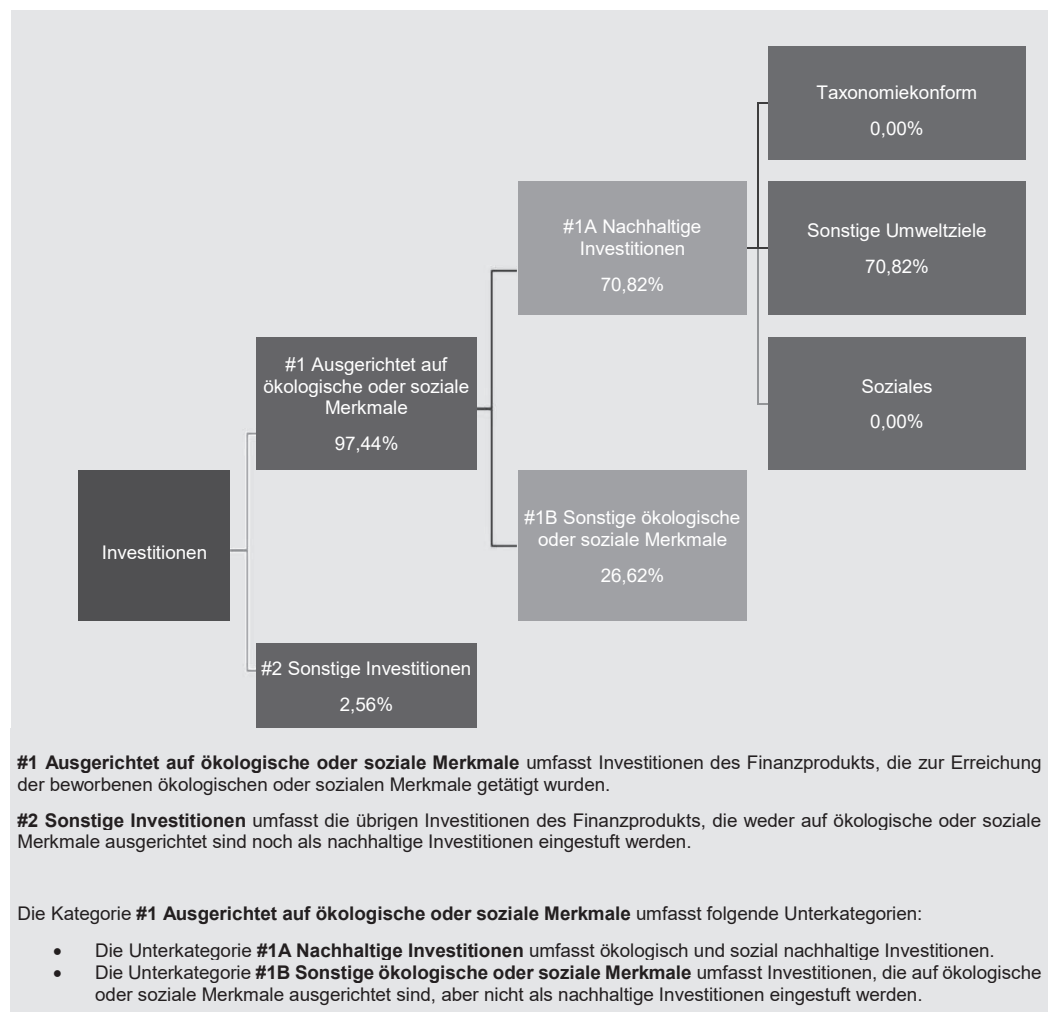 Taxonomiekonform
0,00%
#1A Nachhaltige
Investitionen
70,82%
Sonstige Umweltziele
70,82%
#1 Ausgerichtet auf
ökologische oder soziale
Merkmale
97,44%
Soziales
0,00%
Investitionen
#1B Sonstige ökologische
oder soziale Merkmale
26,62%
#2 Sonstige Investitionen
2,56%
#1 Ausgerichtet auf ökologische oder soziale Merkmale umfasst Investitionen des Finanzprodukts, die zur Erreichung
der beworbenen ökologischen oder sozialen Merkmale getätigt wurden.
#2 Sonstige Investitionen umfasst die übrigen Investitionen des Finanzprodukts, die weder auf ökologische oder soziale
Merkmale ausgerichtet sind noch als nachhaltige Investitionen eingestuft werden.
Die Kategorie #1 Ausgerichtet auf ökologische oder soziale Merkmale umfasst folgende Unterkategorien:
• Die Unterkategorie #1A Nachhaltige Investitionen umfasst ökologisch und sozial nachhaltige Investitionen.
• Die Unterkategorie #1B Sonstige ökologische oder soziale Merkmale umfasst Investitionen, die auf ökologische
oder soziale Merkmale ausgerichtet sind, aber nicht als nachhaltige Investitionen eingestuft werden.